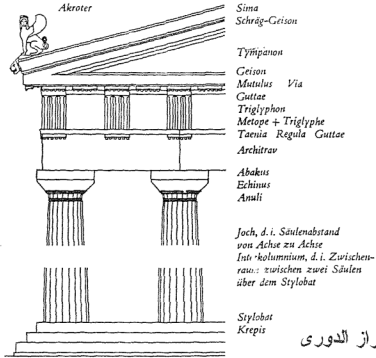 Akroter
Sima
Schräg-Geison
Tympanon
Geison
Mutulus Via
Guttae
Triglyphon
Metope + Triglyphe
Taenia Regula Guttae
Architrav
Abakus
Echinus
Anuli
Joch, d. i. Säulenabstand
von Achse zu Achse
kolumnium, d. i. Zwischen-
zwischen zwei Säulen
über dem Stylobat
Stylobat
Krepis
الدورى